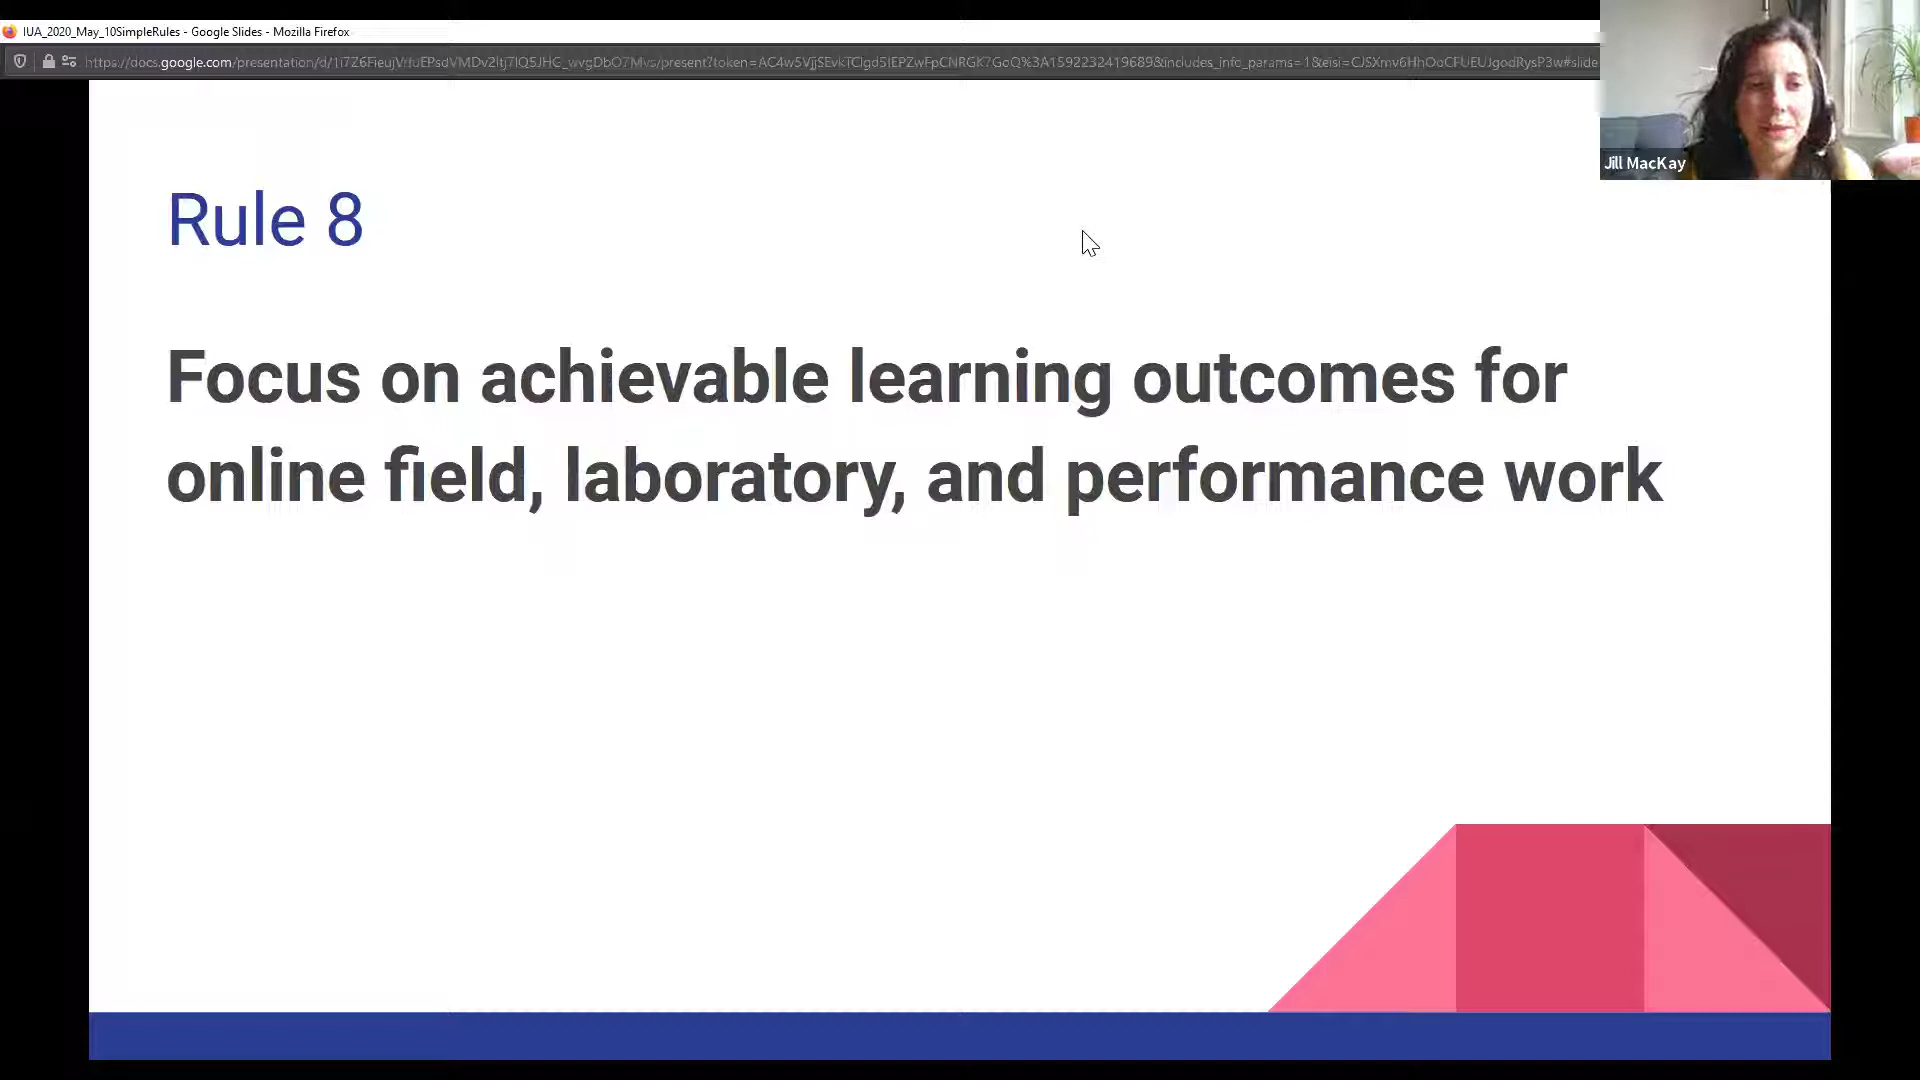 IUA_2020_May_10SimpleRules - Google Slides - Mozilla Firefox
Jill MacKay
Rule 8
Focus on achievable learning outcomes for
online field, laboratory, and performance work